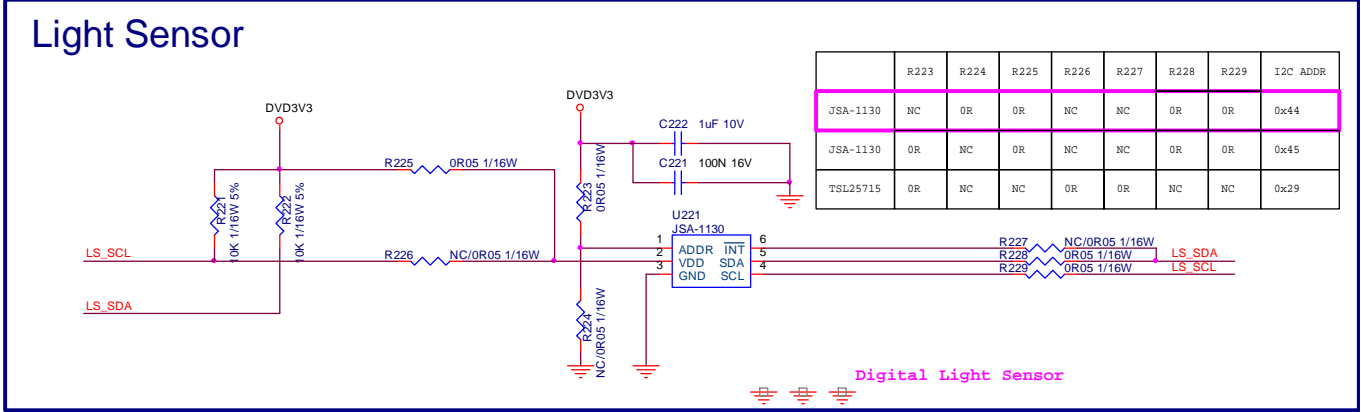 Light Sensor
R223 R224 R225 R226 R227 R228 R229 I2C ADDR
JSA-1130 NC 0R 0R NC NC 0R 0R 0x44
JSA-1130 0R NC 0R NC NC 0R 0R 0x45
TSL25715 0R NC NC 0R 0R NC NC 0x29
DVD3V3
DVD3V3
C222 1uF 10V
C221 100N 16V
R225 0R05 1/16W
R221
10K 1/16W 5%
R222
10K 1/16W 5%
R223
0R05 1/16W
U221
JSA-1130
1 ADDR INT 6
2 VDD SDA 5
3 GND SCL 4
LS_SCL
R226 NC/0R05 1/16W
R227 NC/0R05 1/16W
R228 0R05 1/16W LS_SDA
R229 0R05 1/16W LS_SCL
LS_SDA
R224
NC/0R05 1/16W
Digital Light Sensor